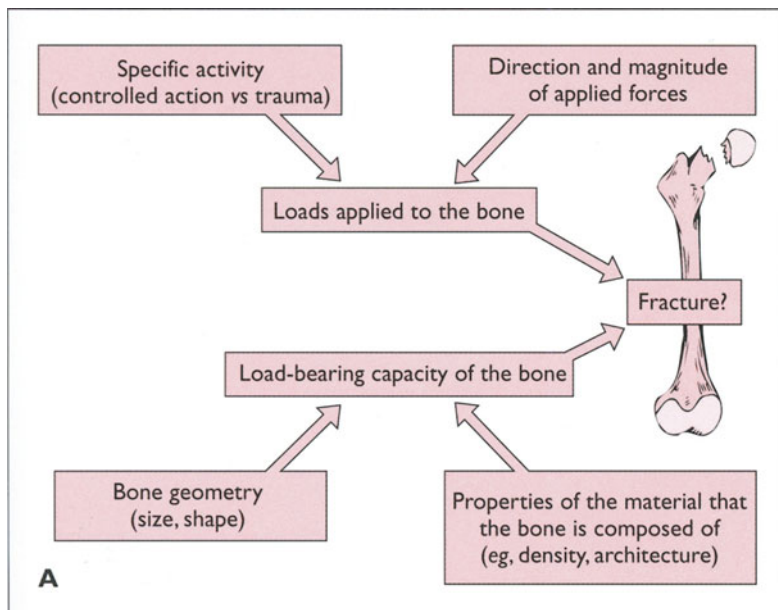 Specific activity
(controlled action vs trauma)
Direction and magnitude
of applied forces
Loads applied to the bone
Fracture?
Load-bearing capacity of the bone
Bone geometry
(size, shape)
Properties of the material that
the bone is composed of
(eg, density, architecture)
A